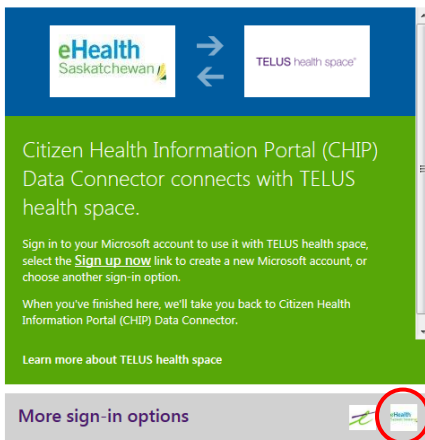 eHealth
Saskatchewan
TELUS health space®
Citizen Health Information Portal (CHIP)
Data Connector connects with TELUS
health space.
Sign in to your Microsoft account to use it with TELUS health space,
select the Sign up now link to create a new Microsoft account, or
choose another sign-in option.
When you've finished here, we'll take you back to Citizen Health
Information Portal (CHIP) Data Connector.
Learn more about TELUS health space
More sign-in options
eHealth